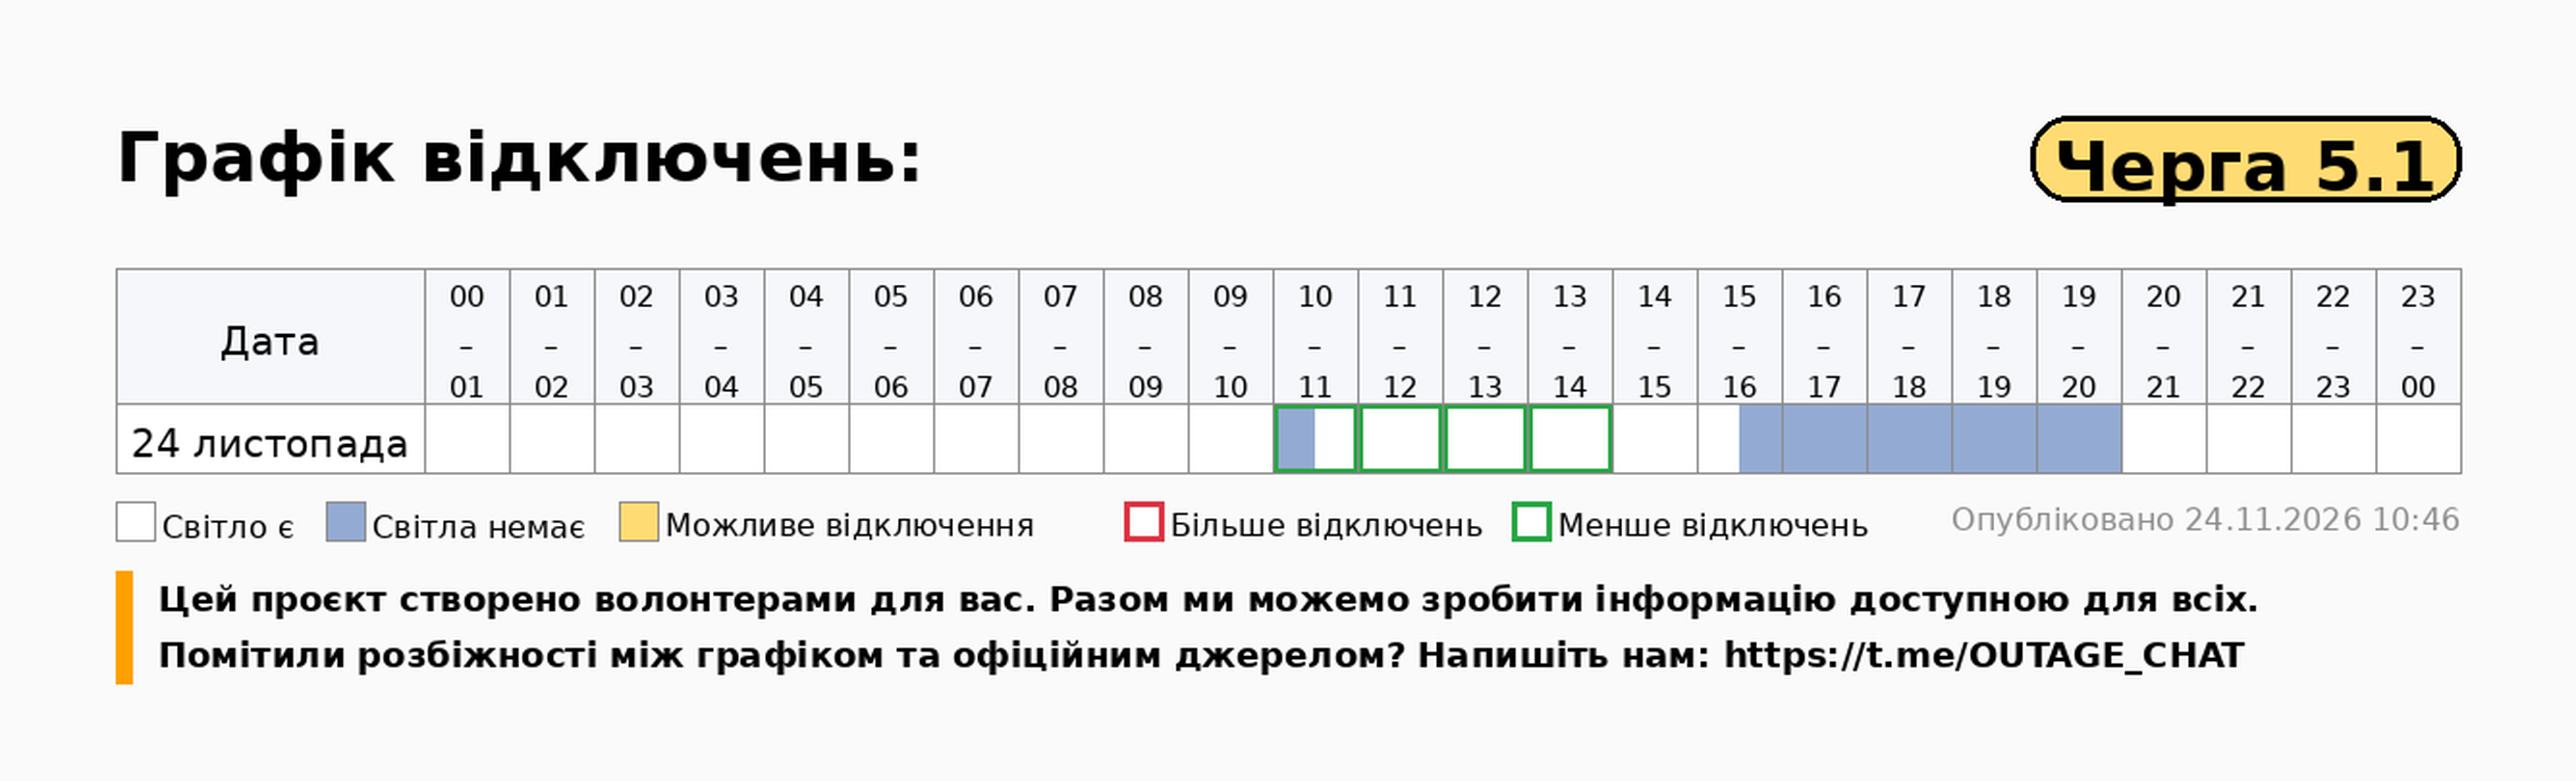 Графік відключень:
Черга 5.1
Дата
00 – 01
01 – 02
02 – 03
03 – 04
04 – 05
05 – 06
06 – 07
07 – 08
08 – 09
09 – 10
10 – 11
11 – 12
12 – 13
13 – 14
14 – 15
15 – 16
16 – 17
17 – 18
18 – 19
19 – 20
20 – 21
21 – 22
22 – 23
23 – 00
24 листопада
Світло є
Світла немає
Можливе відключення
Більше відключень
Менше відключень
Опубліковано 24.11.2026 10:46
Цей проєкт створено волонтерами для вас. Разом ми можемо зробити інформацію доступною для всіх.
Помітили розбіжності між графіком та офіційним джерелом? Напишіть нам: https://t.me/OUTAGE_CHAT